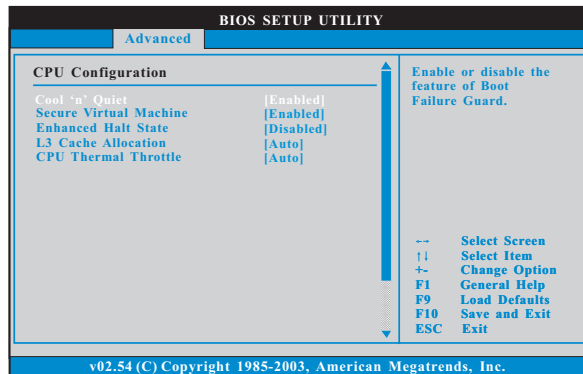 BIOS SETUP UTILITY
Advanced
CPU Configuration
Cool ‘n’ Quiet [Enabled]
Secure Virtual Machine [Enabled]
Enhanced Halt State [Disabled]
L3 Cache Allocation [Auto]
CPU Thermal Throttle [Auto]
Enable or disable the
feature of Boot
Failure Guard.
←→ Select Screen
↑↓ Select Item
+- Change Option
F1 General Help
F9 Load Defaults
F10 Save and Exit
ESC Exit
v02.54 (C) Copyright 1985-2003, American Megatrends, Inc.